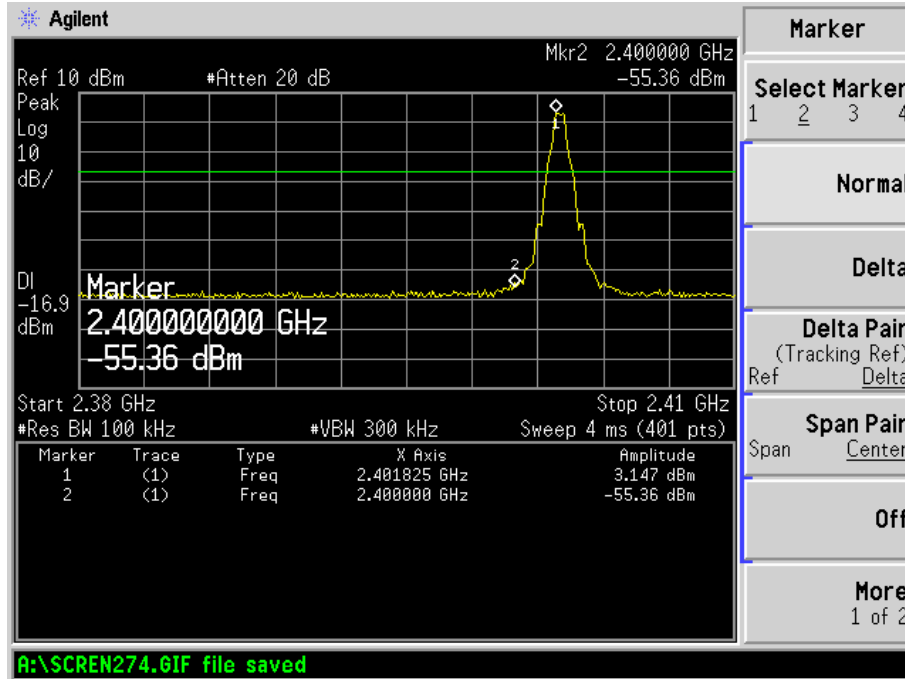 Agilent
Mkr2 2.400000 GHz
Ref 10 dBm #Atten 20 dB -55.36 dBm
Peak
Log
10
dB/
1
2
DI
-16.9
dBm
Marker
2.400000000 GHz
-55.36 dBm
Start 2.38 GHz Stop 2.41 GHz
#Res BW 100 kHz #VBW 300 kHz Sweep 4 ms (401 pts)
Marker Trace Type X Axis Amplitude
1 (1) Freq 2.401825 GHz 3.147 dBm
2 (1) Freq 2.400000 GHz -55.36 dBm
A:\SCREN274.GIF file saved
Marker
Select Marker
1 2 3 4
Normal
Delta
Delta Pair
(Tracking Ref)
Ref Delta
Span Pair
Span Center
Off
More
1 of 2